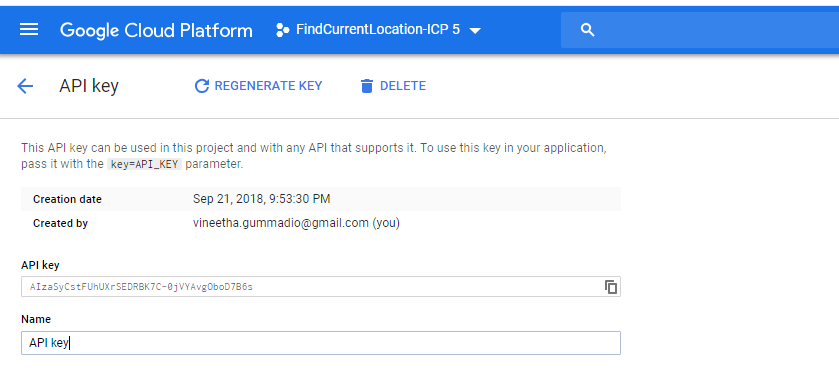 Google Cloud Platform FindCurrentLocation-ICP 5
API key REGENERATE KEY DELETE
This API key can be used in this project and with any API that supports it. To use this key in your application,
pass it with the key=API_KEY parameter.
Creation date Sep 21, 2018, 9:53:30 PM
Created by vineetha.gummadio@gmail.com (you)
API key
AIzaSyCstFUhUXrSEDRBK7C-0jVYAvgOboD7B6s
Name
API key